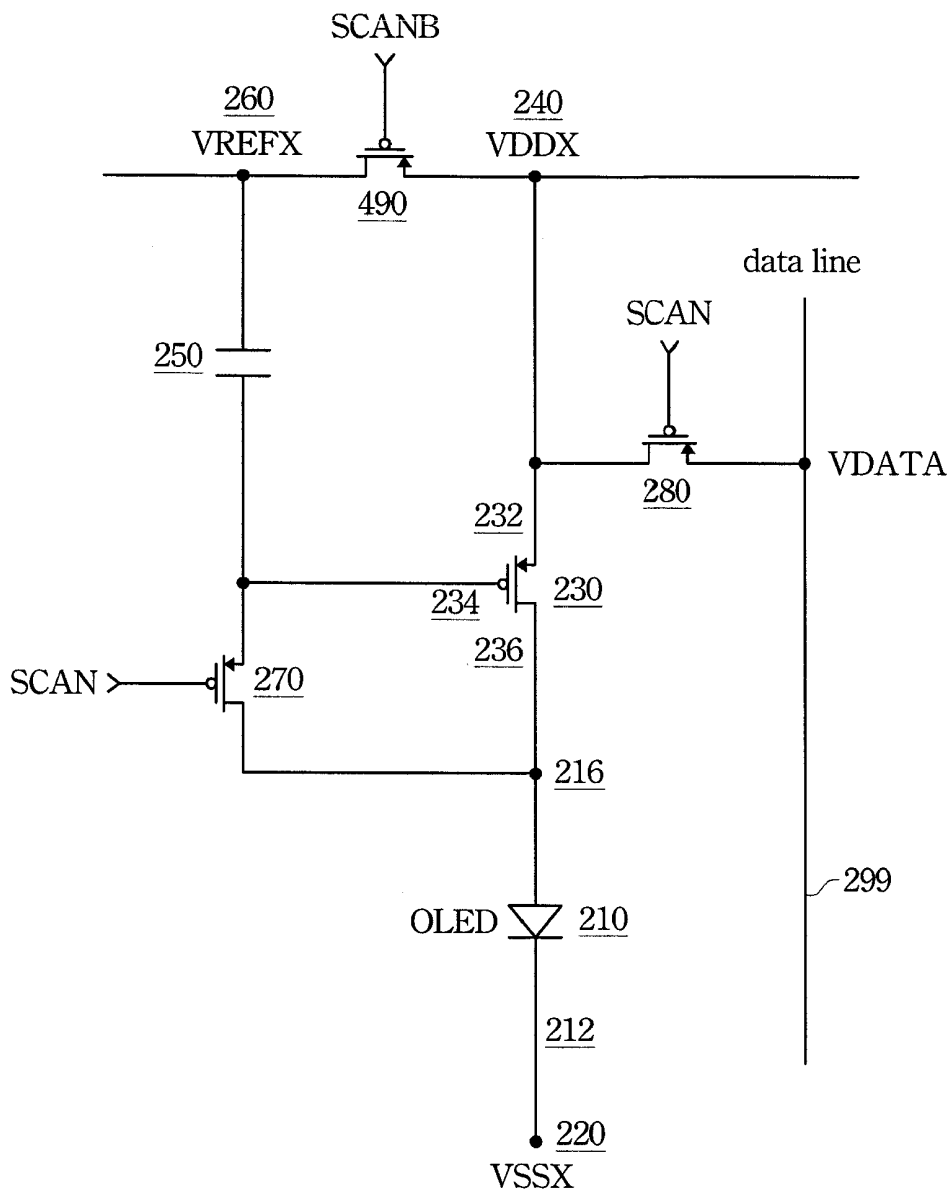 SCANB
260
240
VREFX
VDDX
490
data line
SCAN
250
VDATA
280
232
230
234
236
SCAN
270
216
299
OLED
210
212
220
VSSX